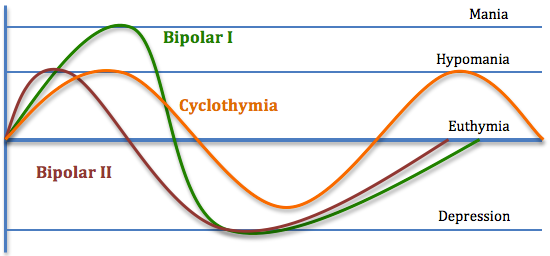 Mania
Bipolar I
Hypomania
Cyclothymia
Euthymia
Bipolar II
Depression